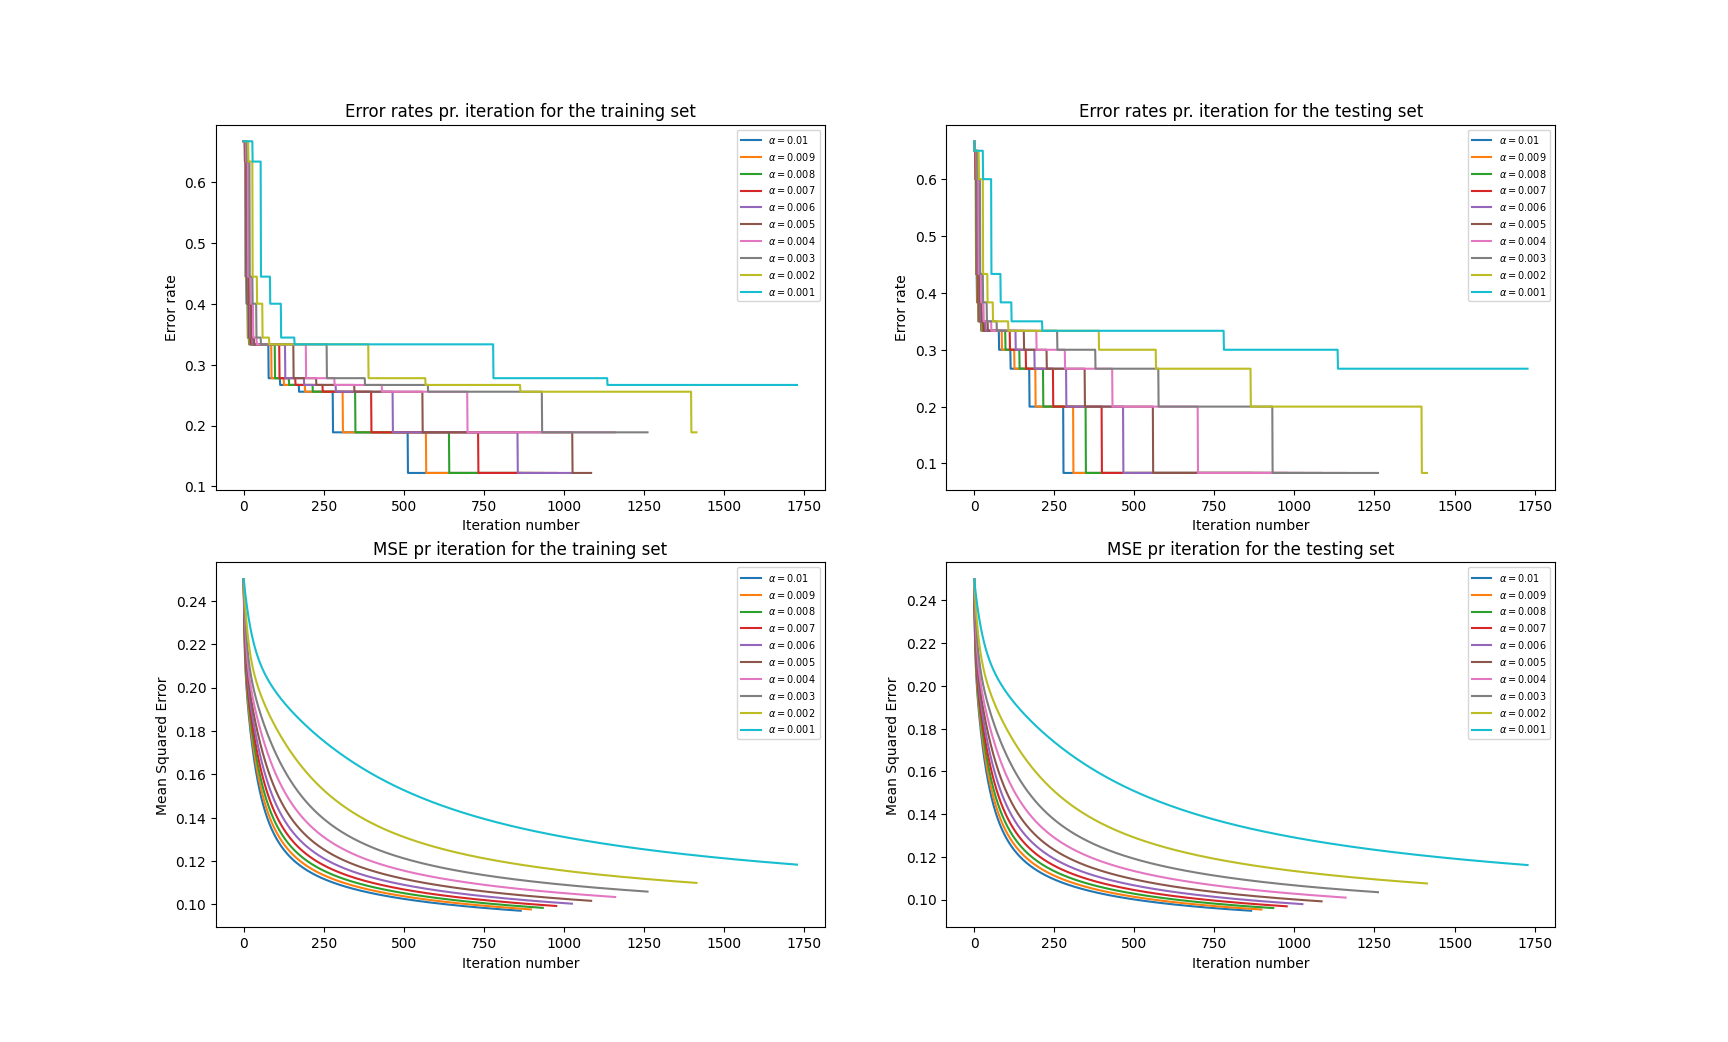 Error rates pr. iteration for the training set
Error rate
0.6
0.5
0.4
0.3
0.2
0.1
0 250 500 750 1000 1250 1500 1750
Iteration number
α = 0.01
α = 0.009
α = 0.008
α = 0.007
α = 0.006
α = 0.005
α = 0.004
α = 0.003
α = 0.002
α = 0.001
Error rates pr. iteration for the testing set
Error rate
0.6
0.5
0.4
0.3
0.2
0.1
0 250 500 750 1000 1250 1500 1750
Iteration number
α = 0.01
α = 0.009
α = 0.008
α = 0.007
α = 0.006
α = 0.005
α = 0.004
α = 0.003
α = 0.002
α = 0.001
MSE pr iteration for the training set
Mean Squared Error
0.24
0.22
0.20
0.18
0.16
0.14
0.12
0.10
0 250 500 750 1000 1250 1500 1750
Iteration number
α = 0.01
α = 0.009
α = 0.008
α = 0.007
α = 0.006
α = 0.005
α = 0.004
α = 0.003
α = 0.002
α = 0.001
MSE pr iteration for the testing set
Mean Squared Error
0.24
0.22
0.20
0.18
0.16
0.14
0.12
0.10
0 250 500 750 1000 1250 1500 1750
Iteration number
α = 0.01
α = 0.009
α = 0.008
α = 0.007
α = 0.006
α = 0.005
α = 0.004
α = 0.003
α = 0.002
α = 0.001